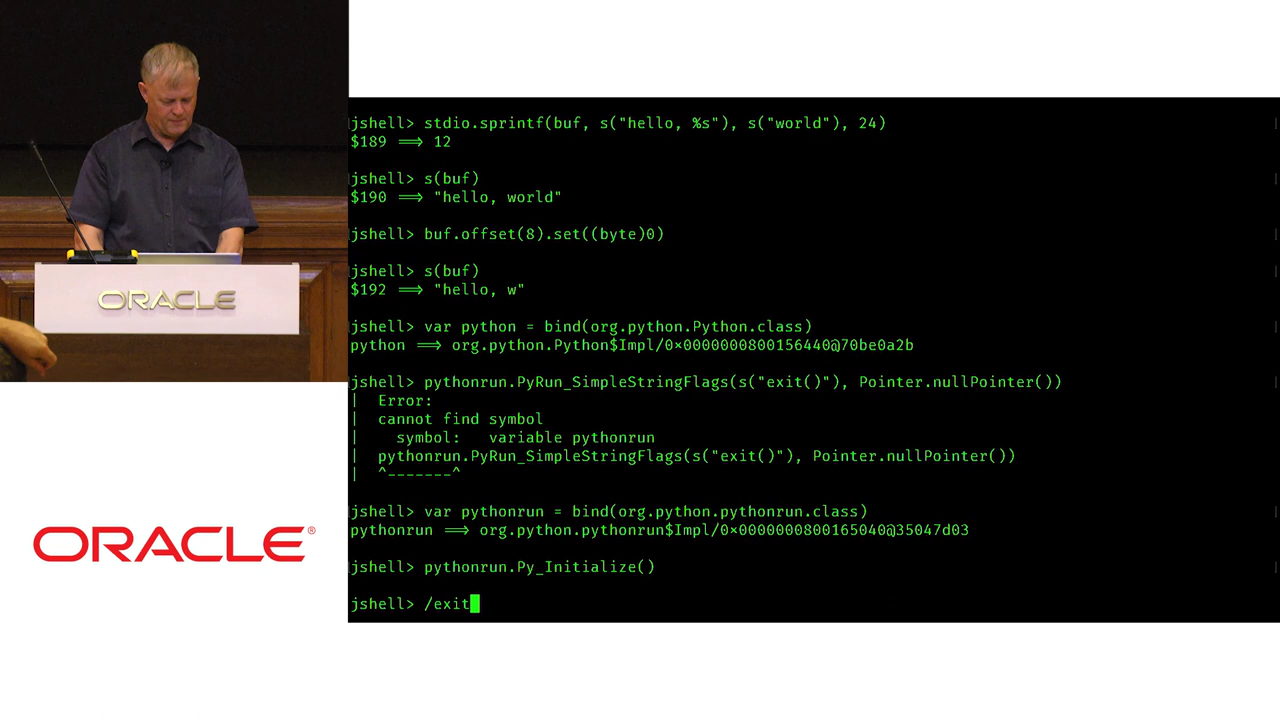 jshell> stdio.sprintf(buf, s("hello, %s"), s("world"), 24)
$189 ⟹ 12
jshell> s(buf)
$190 ⟹ "hello, world"
jshell> buf.offset(8).set((byte)0)
jshell> s(buf)
$192 ⟹ "hello, w"
jshell> var python = bind(org.python.Python.class)
python ⟹ org.python.Python$Impl/0x0000000800156440@70be0a2b
jshell> pythonrun.PyRun_SimpleStringFlags(s("exit()"), Pointer.nullPointer())
|  Error:
|  cannot find symbol
|    symbol:   variable pythonrun
|  pythonrun.PyRun_SimpleStringFlags(s("exit()"), Pointer.nullPointer())
|  ^-------^
jshell> var pythonrun = bind(org.python.pythonrun.class)
pythonrun ⟹ org.python.pythonrun$Impl/0x0000000800165040@35047d03
jshell> pythonrun.Py_Initialize()
jshell> /exit
ORACLE
ORACLE®